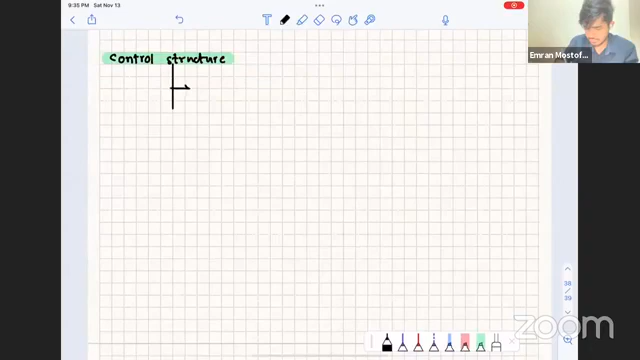 9:35 PM Sat Nov 13
Control structure
Emran Mostof...
38
39
zoom